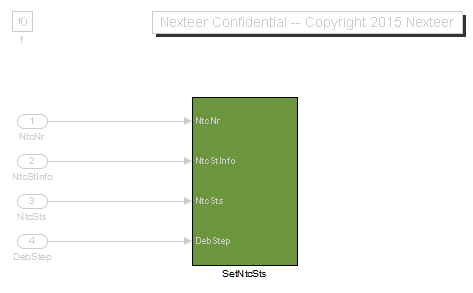 f()
Nexteer Confidential -- Copyright 2015 Nexteer
f
1
NtcNr
NtcNr
2
NtcStInfo
NtcStInfo
3
NtcSts
NtcSts
4
DebStep
DebStep
SetNtcSts